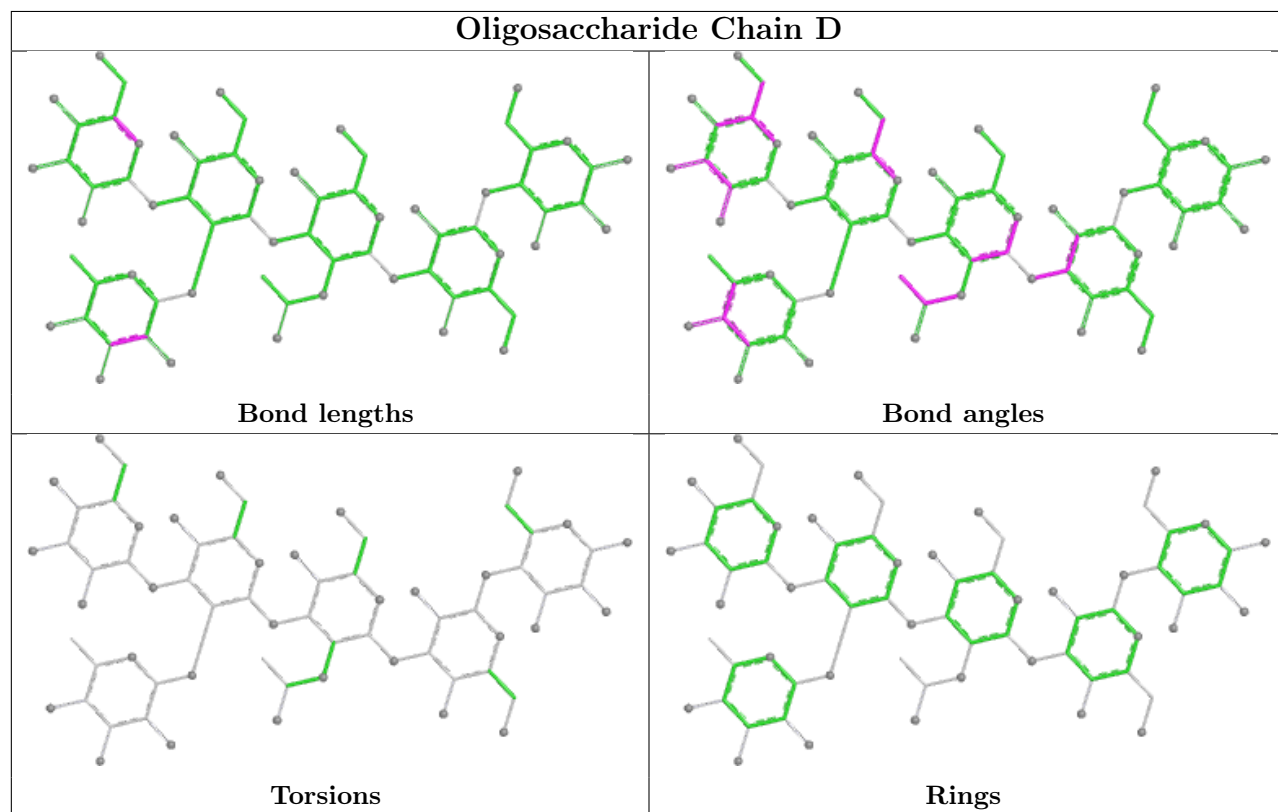 Oligosaccharide Chain D
Bond lengths
Bond angles
Torsions
Rings